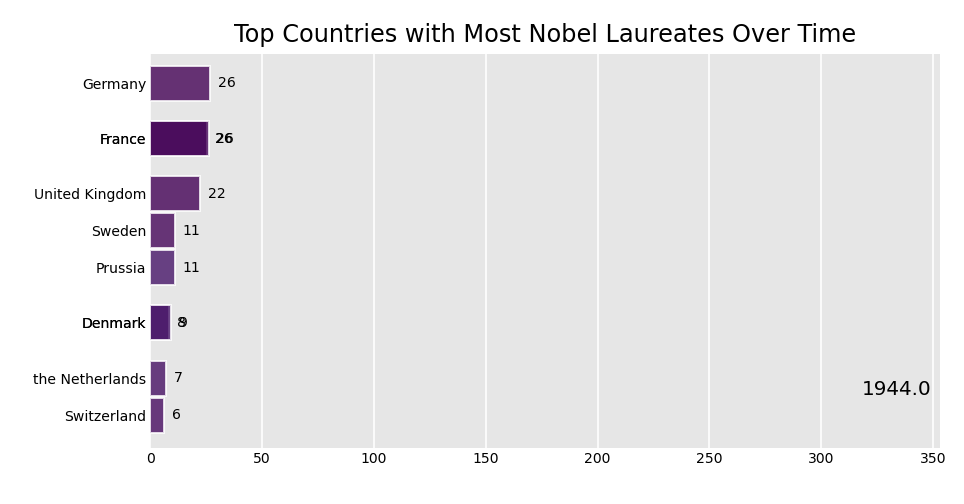 Top Countries with Most Nobel Laureates Over Time
Germany 26
France 26
United Kingdom 22
Sweden 11
Prussia 11
Denmark 9
the Netherlands 7
Switzerland 6
1944.0
0 50 100 150 200 250 300 350